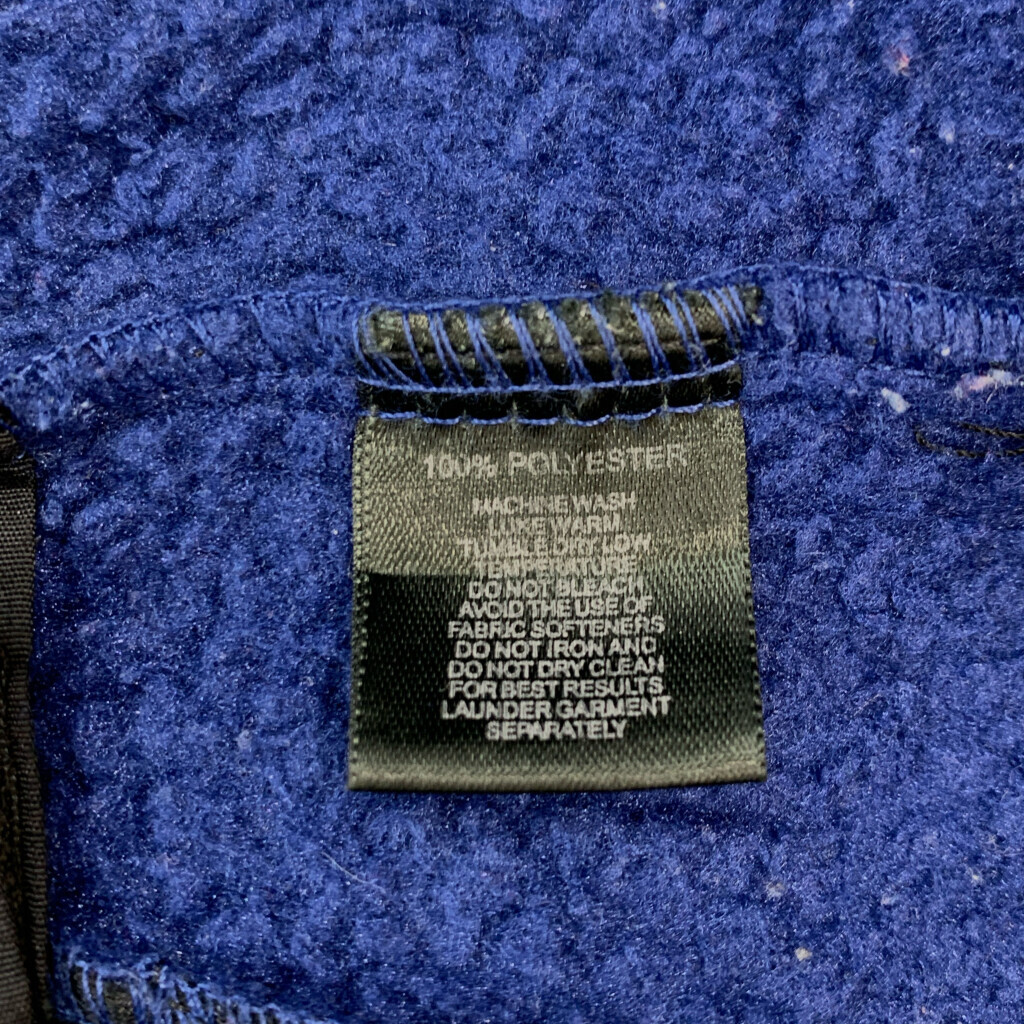 100% POLYESTER
MACHINE WASH
LUKE WARM
TUMBLE DRY LOW
TEMPERATURE
DO NOT BLEACH
AVOID THE USE OF
FABRIC SOFTENERS
DO NOT IRON AND
DO NOT DRY CLEAN
FOR BEST RESULTS
LAUNDER GARMENT
SEPARATELY